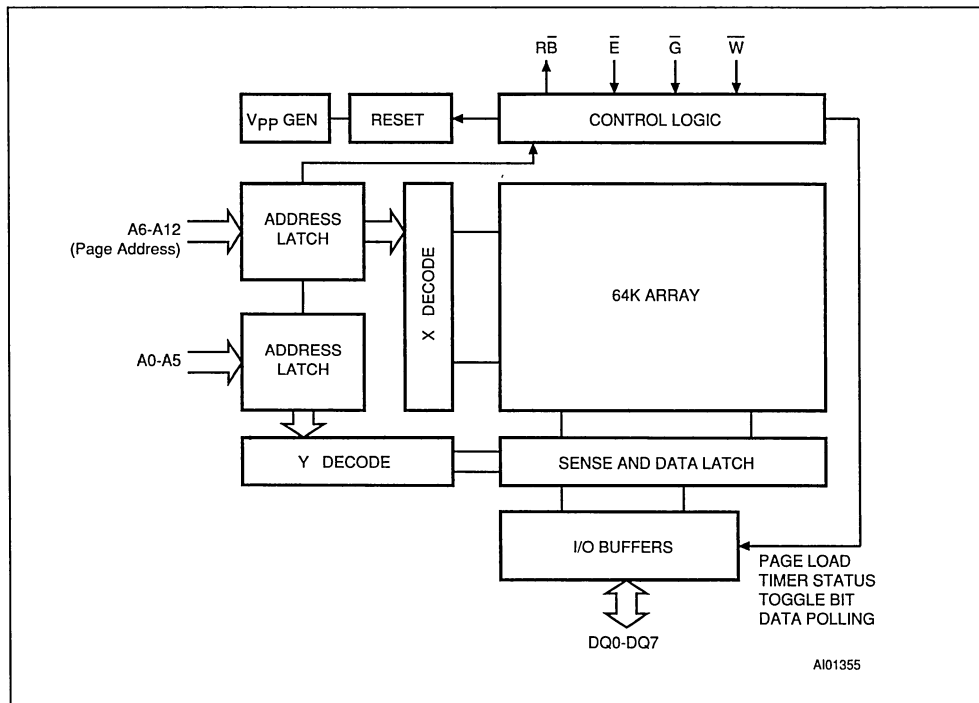 RB̅ E̅ G̅ W̅
VPP GEN
RESET
CONTROL LOGIC
A6-A12
(Page Address)
ADDRESS
LATCH
X DECODE
64K ARRAY
A0-A5
ADDRESS
LATCH
Y DECODE
SENSE AND DATA LATCH
I/O BUFFERS
PAGE LOAD
TIMER STATUS
TOGGLE BIT
DATA POLLING
DQ0-DQ7
AI01355